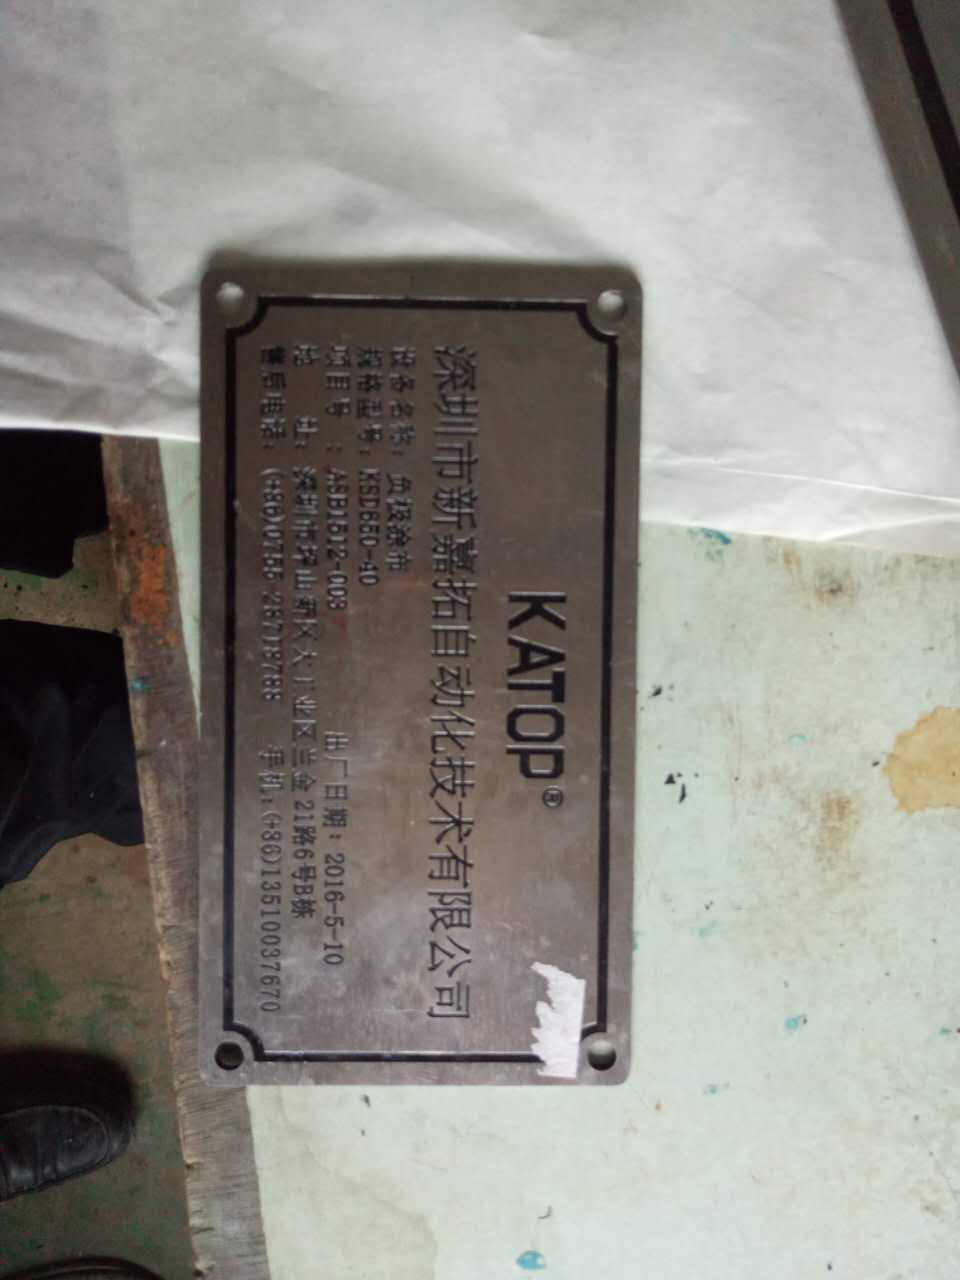 KATOP®
深圳市新嘉拓自动化技术有限公司
设备名称：负极涂布
规格型号：KSD650-40
项目号：ASB1512-003 出厂日期：2016-5-10
地 址：深圳市坪山新区大工业区兰金21路6号B栋
售后电话：(+86)0755-28718788 手机：(+86)13510037670